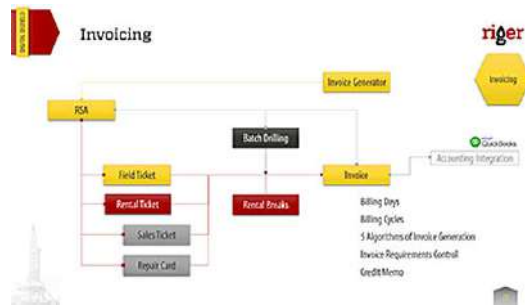 Invoicing
riger
Invoice Generator
Invoicing
RSA
Batch Drilling
QuickBooks
Accounting Integration
Field Ticket
Invoice
Rental Ticket
Rental Breaks
Billing Days
Billing Cycles
Sales Ticket
5 Algorithms of Invoice Generation
Invoice Requirements Control
Repair Card
Credit Memo